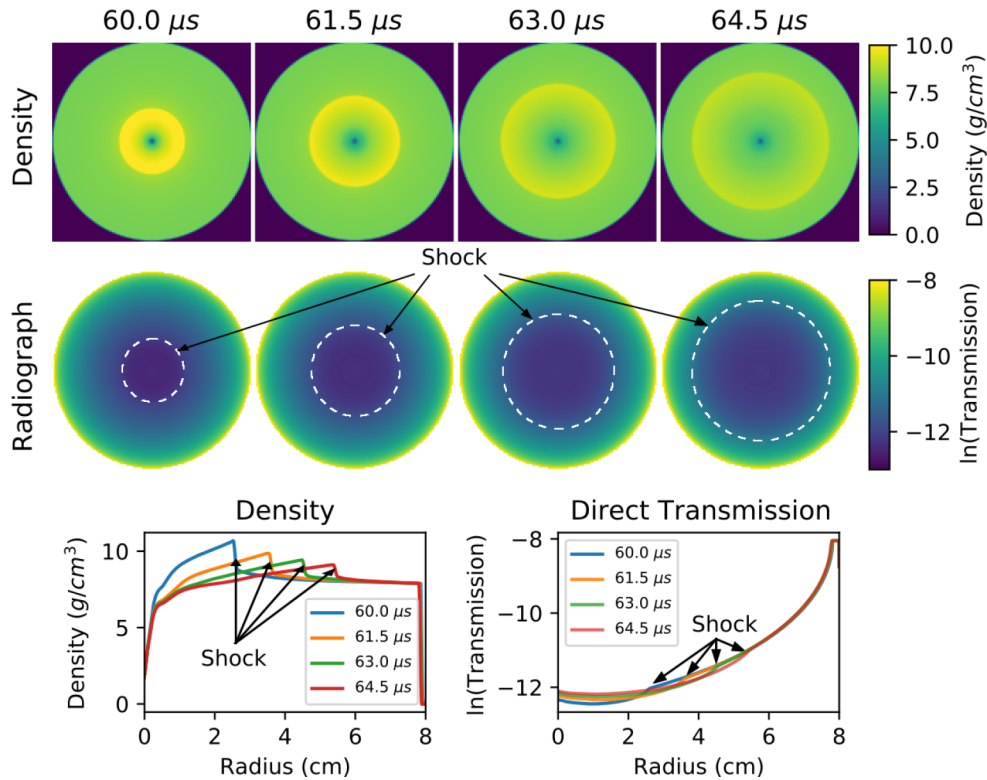 60.0 μs 61.5 μs 63.0 μs 64.5 μs
Density
10.0
7.5
5.0
2.5
0.0
Density (g/cm³)
Shock
Radiograph
−8
−10
−12
ln(Transmission)
Density
Density (g/cm³)
10
5
0
Shock
60.0 μs
61.5 μs
63.0 μs
64.5 μs
0 2 4 6 8
Radius (cm)
Direct Transmission
ln(Transmission)
−8
−10
−12
60.0 μs
61.5 μs
63.0 μs
64.5 μs
Shock
0 2 4 6 8
Radius (cm)